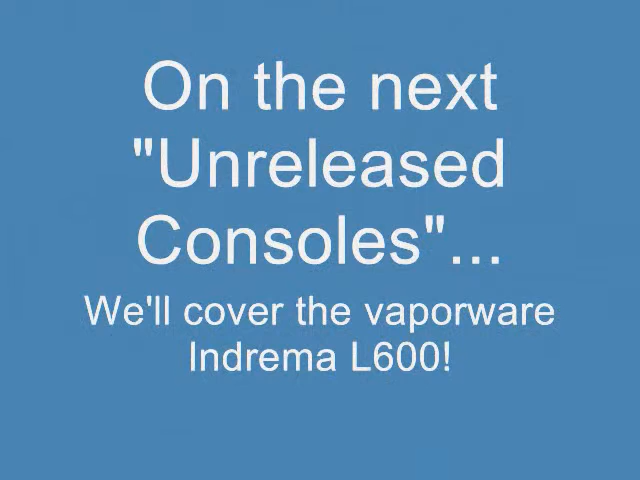 On the next
"Unreleased
Consoles"...
We'll cover the vaporware
Indrema L600!